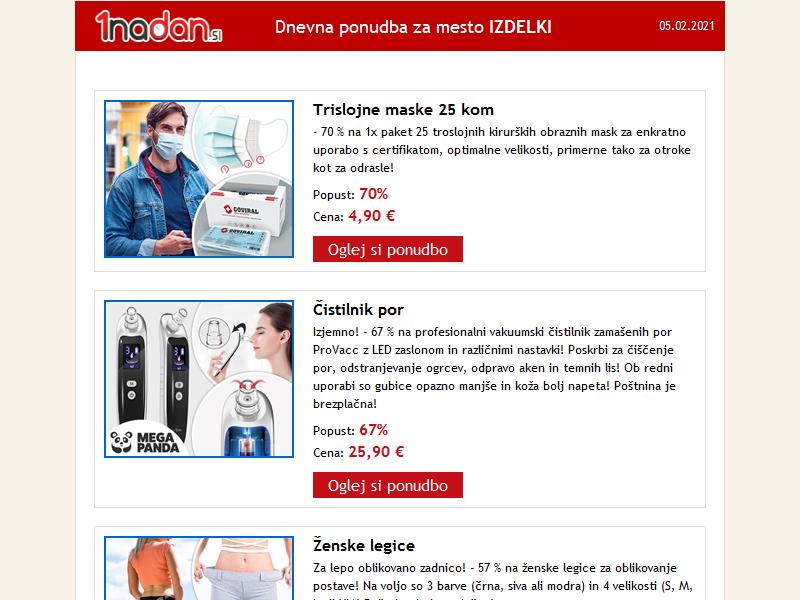 1nadan.si
Dnevna ponudba za mesto IZDELKI
05.02.2021
Trislojne maske 25 kom
- 70 % na 1x paket 25 troslojnih kirurških obraznih mask za enkratno
uporabo s certifikatom, optimalne velikosti, primerne tako za otroke
kot za odrasle!
Popust: 70%
Cena: 4,90 €
Oglej si ponudbo
GOVIRAL
GOVIRAL
Čistilnik por
Izjemno! - 67 % na profesionalni vakuumski čistilnik zamašenih por
ProVacc z LED zaslonom in različnimi nastavki! Poskrbi za čiščenje
por, odstranjevanje ogrcev, odpravo aken in temnih lis! Ob redni
uporabi so gubice opazno manjše in koža bolj napeta! Poštnina je
brezplačna!
Popust: 67%
Cena: 25,90 €
Oglej si ponudbo
MEGA
PANDA
Ženske legice
Za lepo oblikovano zadnico! - 57 % na ženske legice za oblikovanje
postave! Na voljo so 3 barve (črna, siva ali modra) in 4 velikosti (S, M,